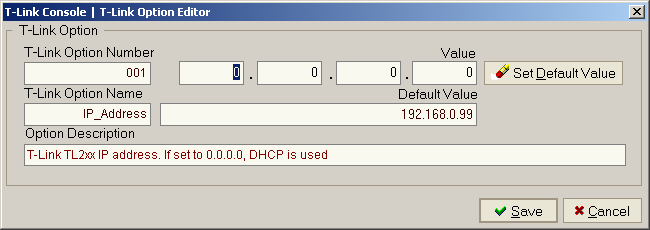 T-Link Console | T-Link Option Editor
T-Link Option
T-Link Option Number Value
001 0 . 0 . 0 . 0 Set Default Value
T-Link Option Name Default Value
IP_Address 192.168.0.99
Option Description
T-Link TL2xx IP address. If set to 0.0.0.0, DHCP is used
Save Cancel